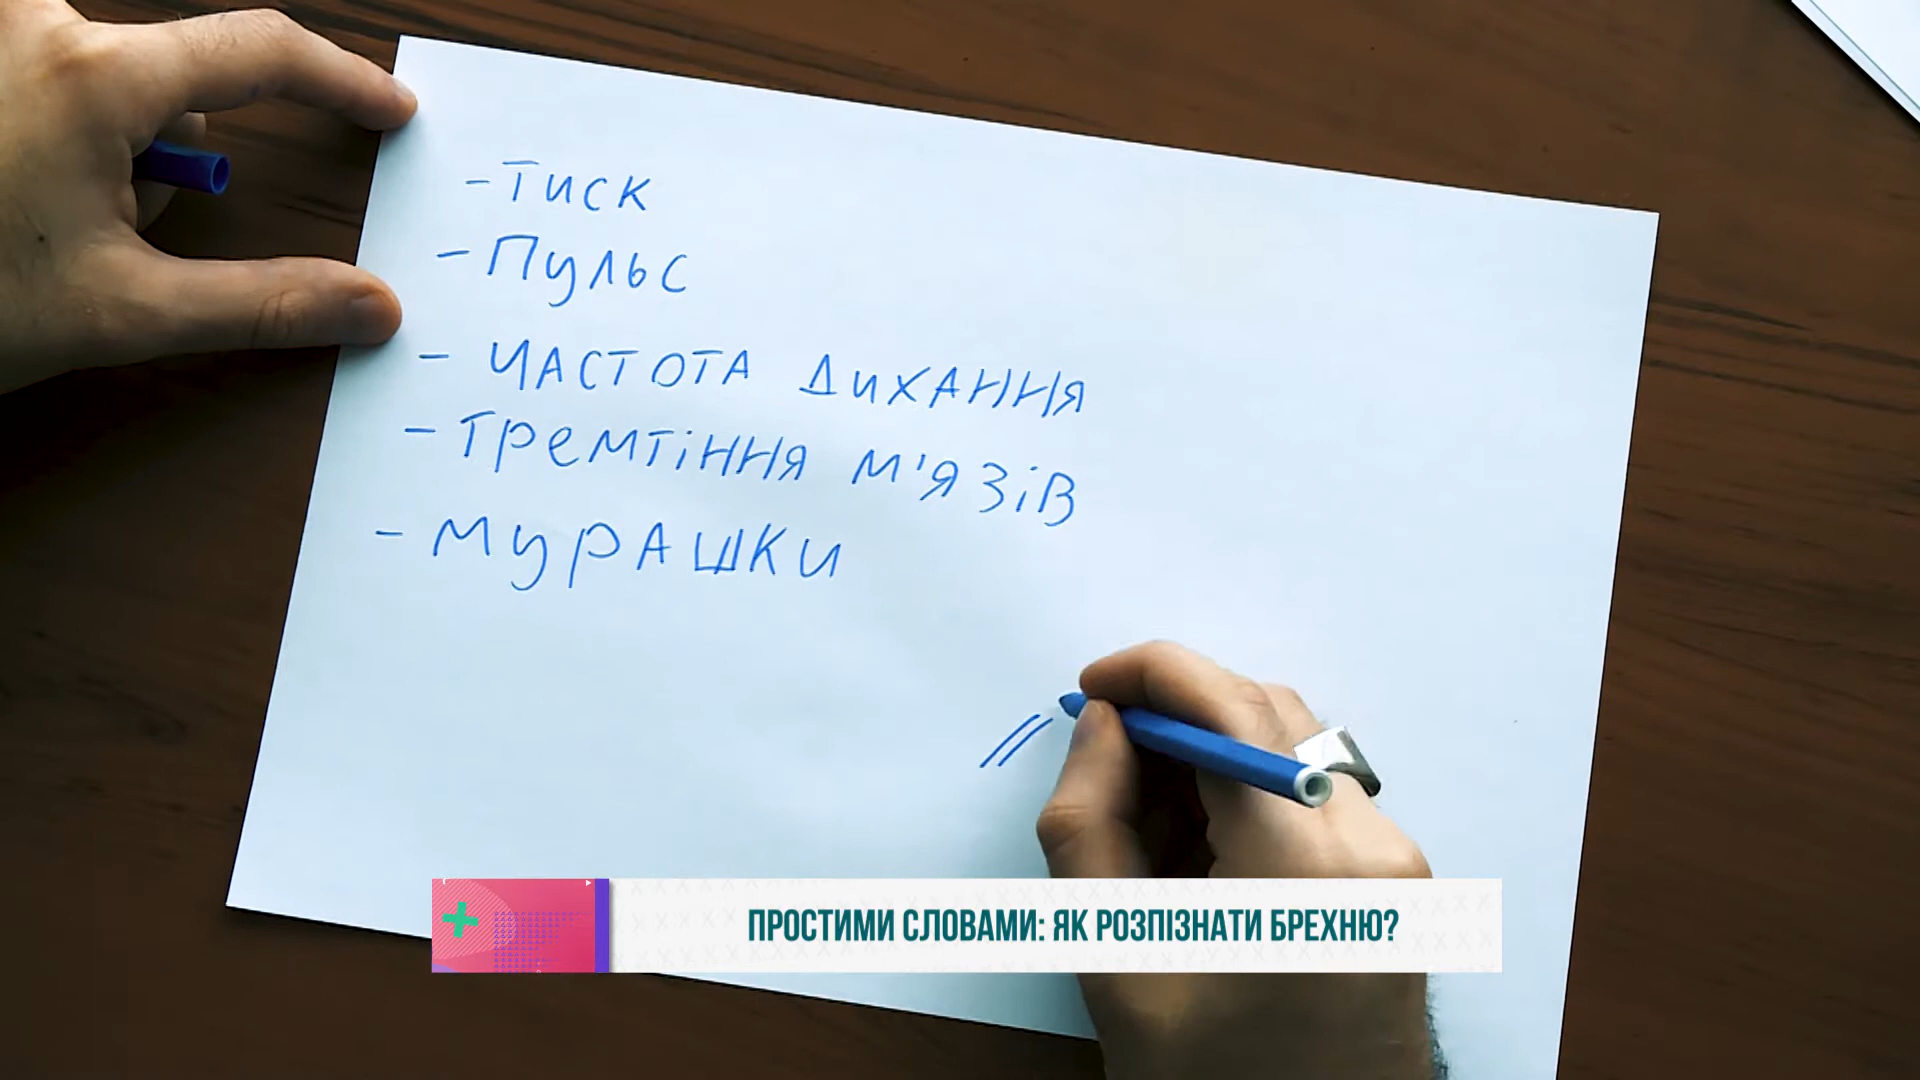 - Тиск
- Пульс
- ЧАСТОТА ДИХАННЯ
- Тремтіння м'язів
- МУРАШКИ
ПРОСТИМИ СЛОВАМИ: ЯК РОЗПІЗНАТИ БРЕХНЮ?